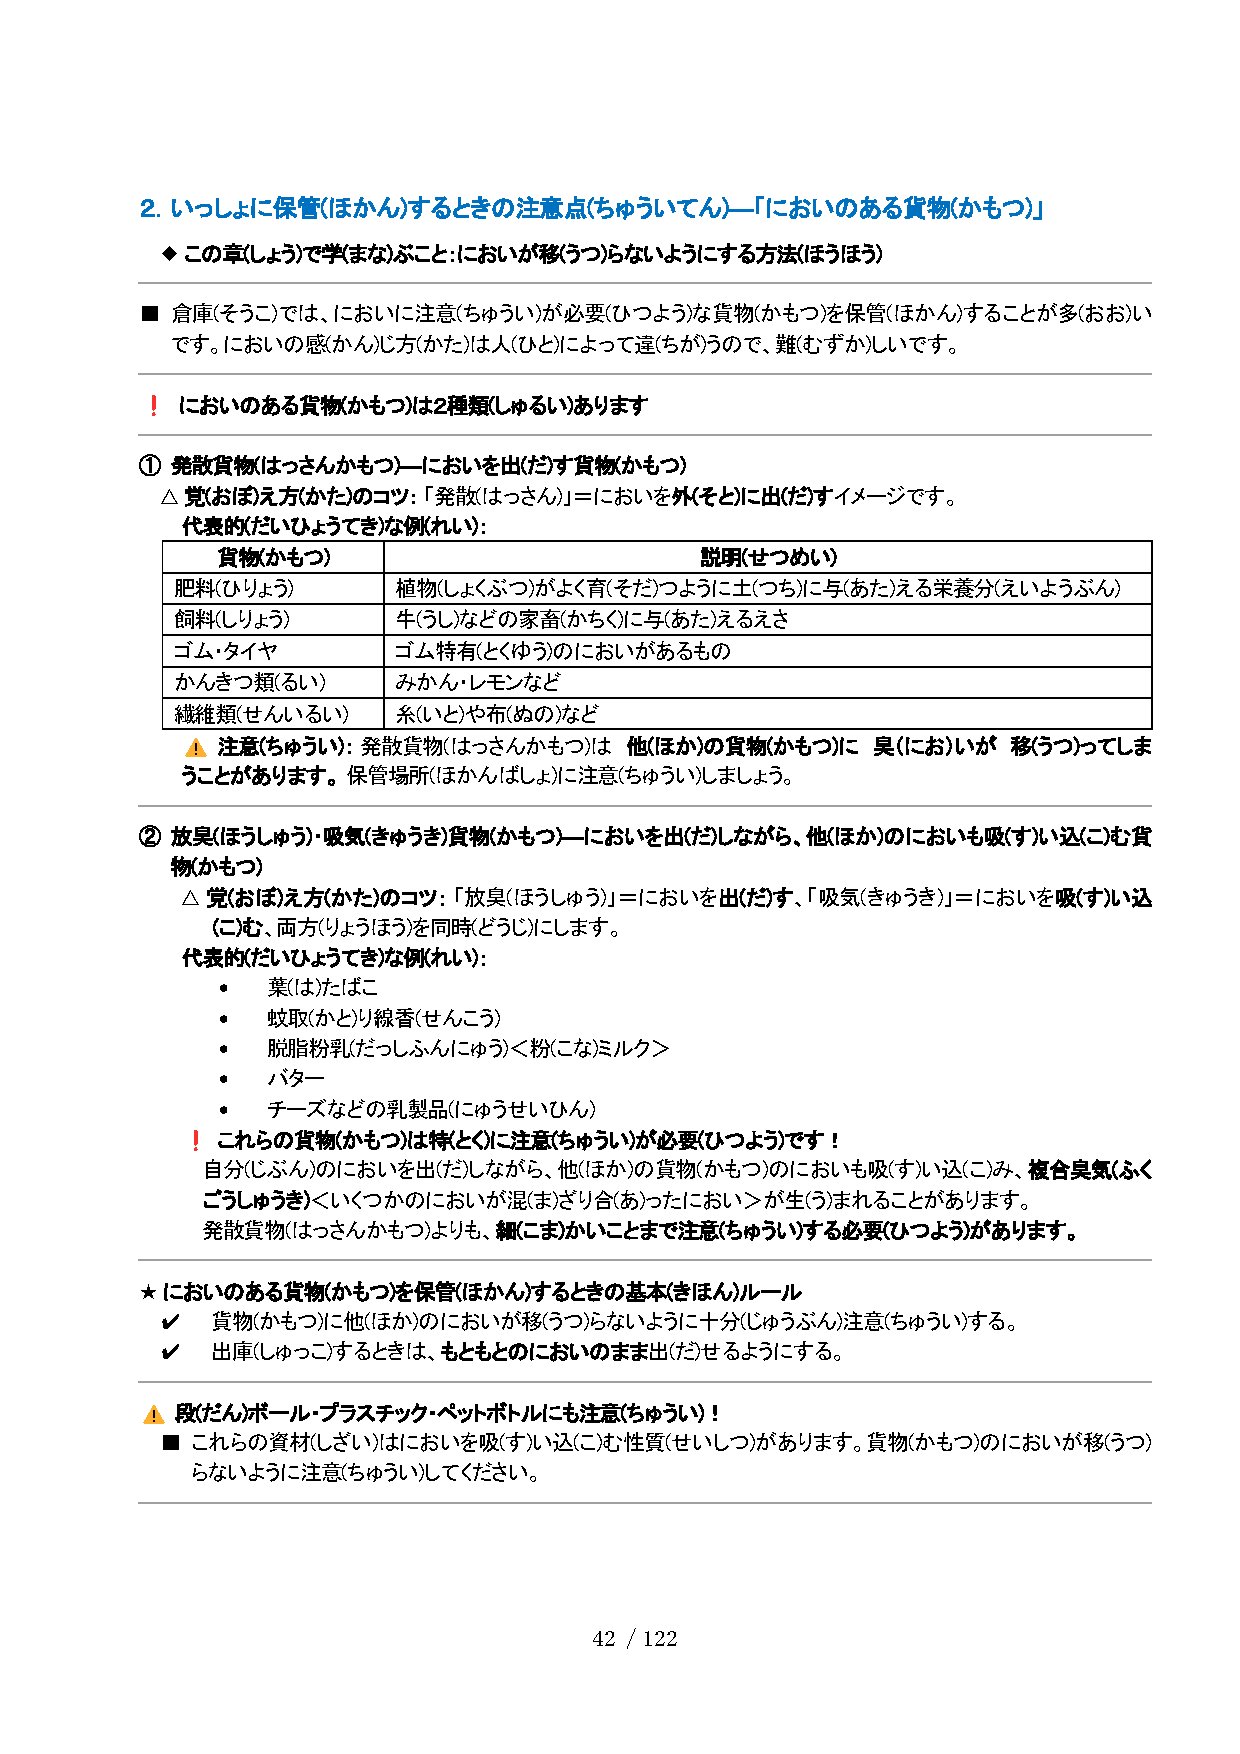 ２．いっしょに保管(ほかん)するときの注意点(ちゅういてん)—「においのある貨物(かもつ)」
◆ この章(しょう)で学(まな)ぶこと：においが移(うつ)らないようにする方法(ほうほう)
■ 倉庫(そうこ)では、においに注意(ちゅうい)が必要(ひつよう)な貨物(かもつ)を保管(ほかん)することが多(おお)い
です。においの感(かん)じ方(かた)は人(ひと)によって違(ちが)うので、難(むずか)しいです。
❗ においのある貨物(かもつ)は２種類(しゅるい)あります
① 発散貨物(はっさんかもつ)—においを出(だ)す貨物(かもつ)
△ 覚(おぼ)え方(かた)のコツ：「発散(はっさん)」＝においを外(そと)に出(だ)すイメージです。
代表的(だいひょうてき)な例(れい)：
貨物(かもつ) 説明(せつめい)
肥料(ひりょう) 植物(しょくぶつ)がよく育(そだ)つように土(つち)に与(あた)える栄養分(えいようぶん)
飼料(しりょう) 牛(うし)などの家畜(かちく)に与(あた)えるえさ
ゴム・タイヤ ゴム特有(とくゆう)のにおいがあるもの
かんきつ類(るい) みかん・レモンなど
繊維類(せんいるい) 糸(いと)や布(ぬの)など
⚠ 注意(ちゅうい)：発散貨物(はっさんかもつ)は　他(ほか)の貨物(かもつ)に　臭(にお)いが　移(うつ)ってしま
うことがあります。保管場所(ほかんばしょ)に注意(ちゅうい)しましょう。
② 放臭(ほうしゅう)・吸気(きゅうき)貨物(かもつ)—においを出(だ)しながら、他(ほか)のにおいも吸(す)い込(こ)む貨
物(かもつ)
△ 覚(おぼ)え方(かた)のコツ：「放臭(ほうしゅう)」＝においを出(だ)す、「吸気(きゅうき)」＝においを吸(す)い込
(こ)む、両方(りょうほう)を同時(どうじ)にします。
代表的(だいひょうてき)な例(れい)：
• 葉(は)たばこ
• 蚊取(かと)り線香(せんこう)
• 脱脂粉乳(だっしふんにゅう)＜粉(こな)ミルク＞
• バター
• チーズなどの乳製品(にゅうせいひん)
❗ これらの貨物(かもつ)は特(とく)に注意(ちゅうい)が必要(ひつよう)です！
自分(じぶん)のにおいを出(だ)しながら、他(ほか)の貨物(かもつ)のにおいも吸(す)い込(こ)み、複合臭気(ふく
ごうしゅうき)＜いくつかのにおいが混(ま)ざり合(あ)ったにおい＞が生(う)まれることがあります。
発散貨物(はっさんかもつ)よりも、細(こま)かいことまで注意(ちゅうい)する必要(ひつよう)があります。
★においのある貨物(かもつ)を保管(ほかん)するときの基本(きほん)ルール
✔ 貨物(かもつ)に他(ほか)のにおいが移(うつ)らないように十分(じゅうぶん)注意(ちゅうい)する。
✔ 出庫(しゅっこ)するときは、もともとのにおいのまま出(だ)せるようにする。
⚠ 段(だん)ボール・プラスチック・ペットボトルにも注意(ちゅうい)！
■ これらの資材(しざい)はにおいを吸(す)い込(こ)む性質(せいしつ)があります。貨物(かもつ)のにおいが移(うつ)
らないように注意(ちゅうい)してください。
42 / 122